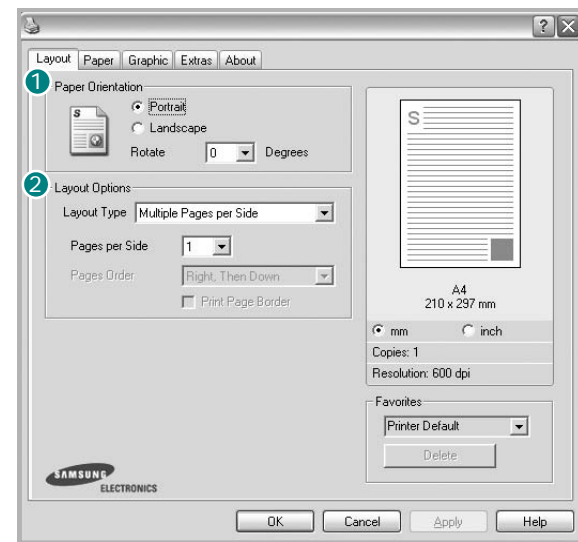 Layout Paper Graphic Extras About
1
Paper Orientation
S
Portrait
Landscape
Rotate 0 Degrees
2
Layout Options
Layout Type Multiple Pages per Side
Pages per Side 1
Pages Order Right, Then Down
Print Page Border
S
A4
210 x 297 mm
mm inch
Copies: 1
Resolution: 600 dpi
Favorites
Printer Default
Delete
SAMSUNG
ELECTRONICS
OK Cancel Apply Help